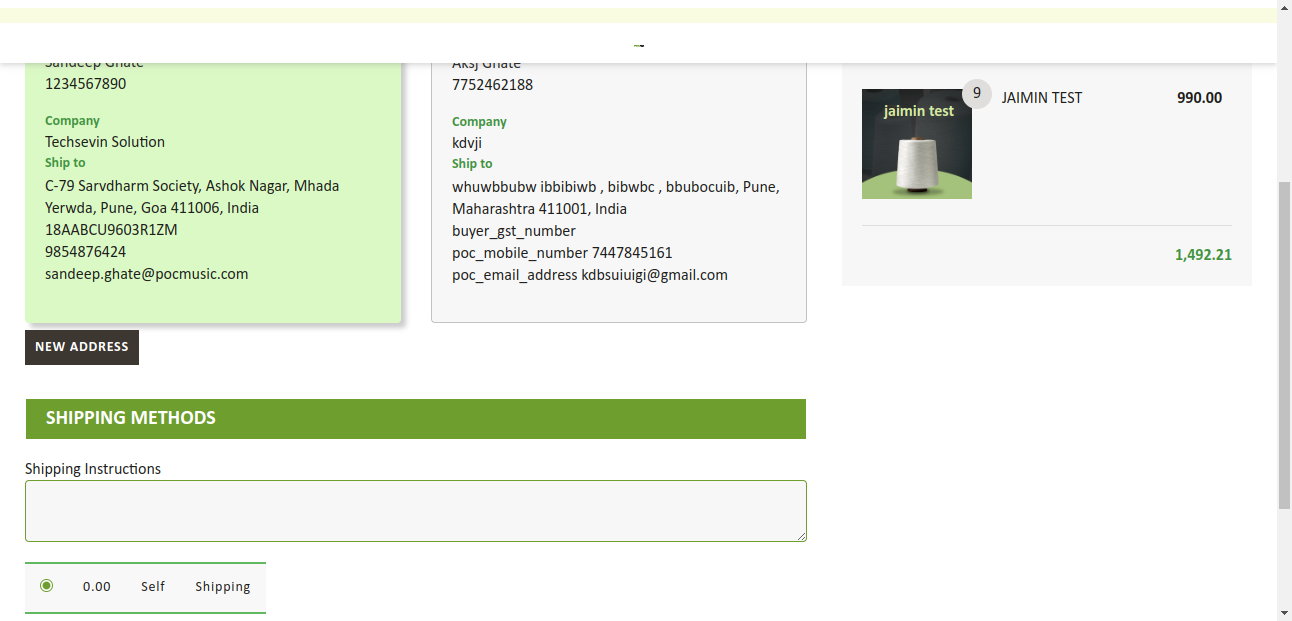 Sandeep Ghate
1234567890
Company
Techsevin Solution
Ship to
C-79 Sarvdharm Society, Ashok Nagar, Mhada
Yerwda, Pune, Goa 411006, India
18AABCU9603R1ZM
9854876424
sandeep.ghate@pocmusic.com
Aksj Ghate
7752462188
Company
kdvji
Ship to
whuwbbubw ibbibiwb , bibwbc , bbubocuib, Pune,
Maharashtra 411001, India
buyer_gst_number
poc_mobile_number 7447845161
poc_email_address kdbsuiuigi@gmail.com
NEW ADDRESS
SHIPPING METHODS
Shipping Instructions
0.00 Self Shipping
jaimin test
9 JAIMIN TEST 990.00
1,492.21